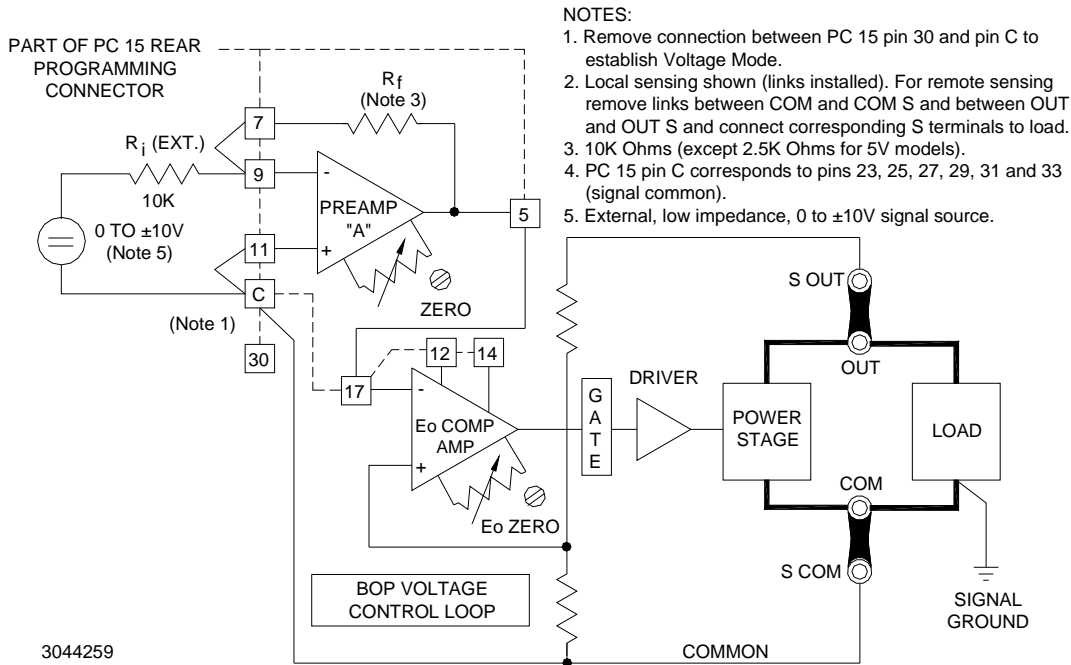 NOTES:
1. Remove connection between PC 15 pin 30 and pin C to
establish Voltage Mode.
2. Local sensing shown (links installed). For remote sensing
remove links between COM and COM S and between OUT
and OUT S and connect corresponding S terminals to load.
3. 10K Ohms (except 2.5K Ohms for 5V models).
4. PC 15 pin C corresponds to pins 23, 25, 27, 29, 31 and 33
(signal common).
5. External, low impedance, 0 to ±10V signal source.
PART OF PC 15 REAR
PROGRAMMING
CONNECTOR
Rf
(Note 3)
7
Ri (EXT.)
9
10K
-
PREAMP
"A"
+
5
0 TO ±10V
(Note 5)
11
C
ZERO
(Note 1)
30
12
14
17
-
Eo COMP
AMP
+
Eo ZERO
G
A
T
E
DRIVER
S OUT
OUT
POWER
STAGE
LOAD
COM
S COM
SIGNAL
GROUND
BOP VOLTAGE
CONTROL LOOP
COMMON
3044259